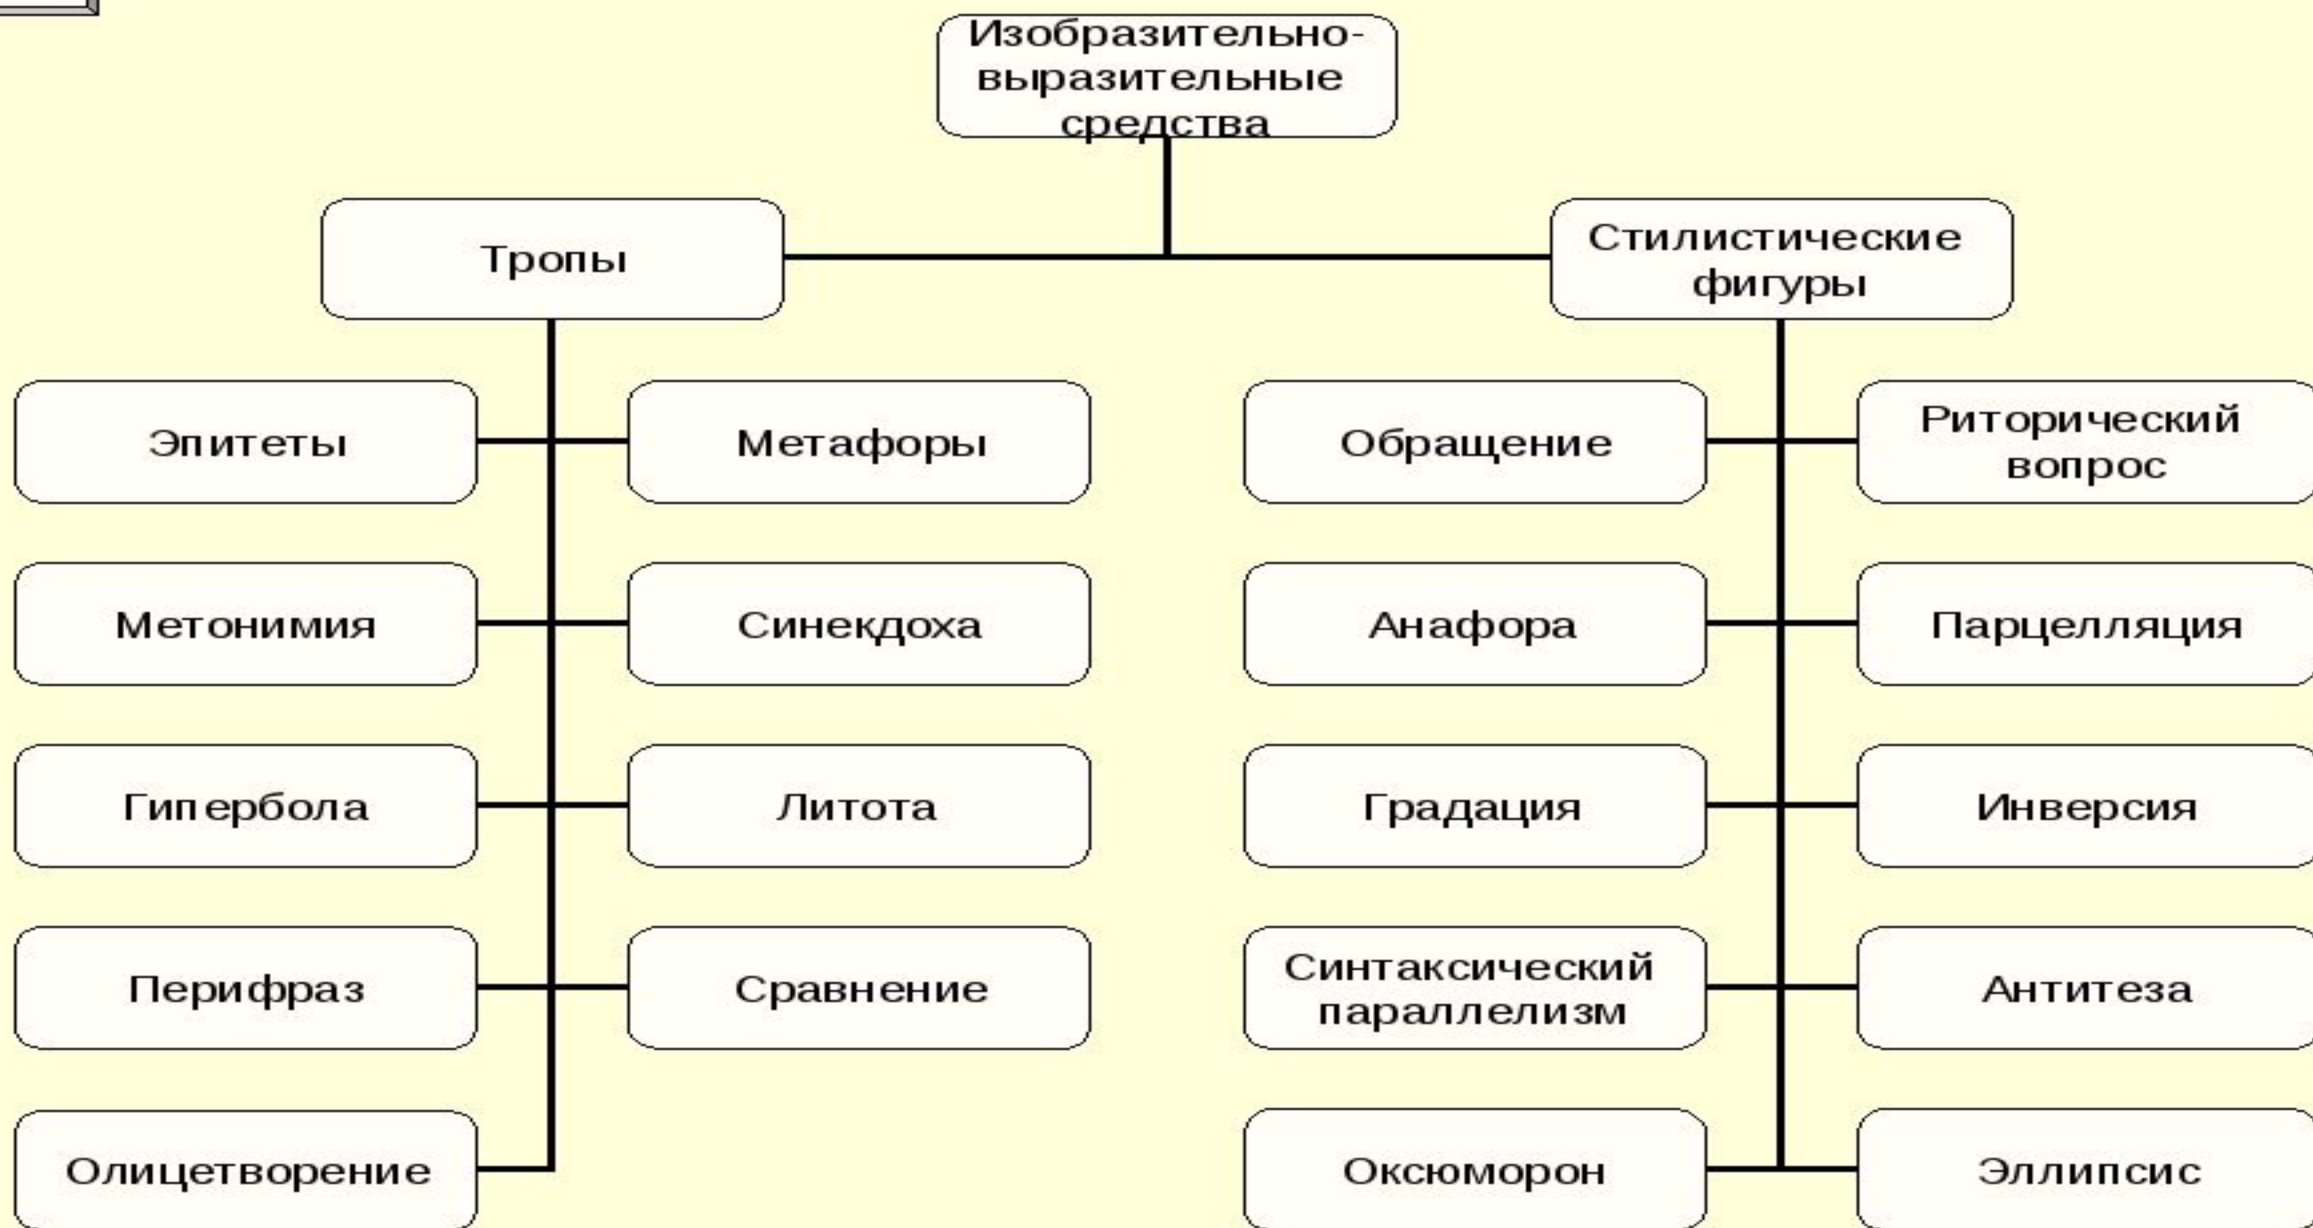 Изобразительно-
выразительные
средства
Тропы
Стилистические
фигуры
Эпитеты
Метафоры
Обращение
Риторический
вопрос
Метонимия
Синекдоха
Анафора
Парцелляция
Гипербола
Литота
Градация
Инверсия
Перифраз
Сравнение
Синтаксический
параллелизм
Антитеза
Олицетворение
Оксюморон
Эллипсис